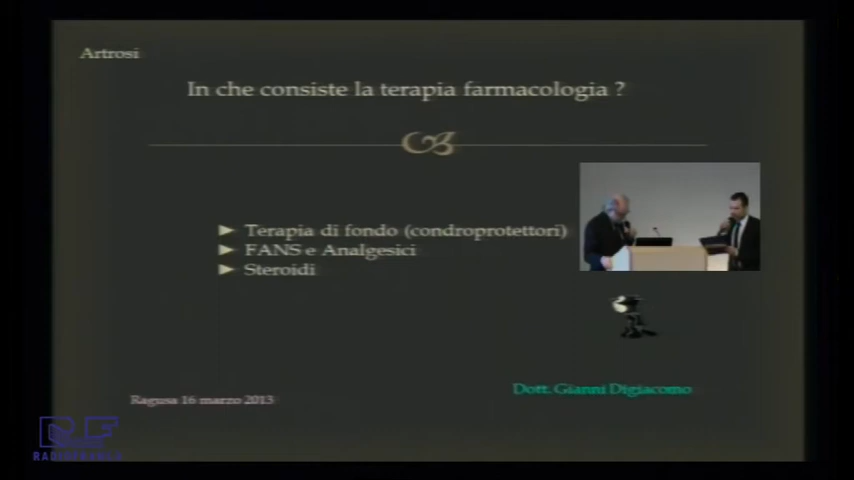 Artrosi
In che consiste la terapia farmacologia ?
Terapia di fondo (condroprotettori)
FANS e Analgesici
Steroidi
Dott. Gianni Digiacomo
Ragusa 16 marzo 2013